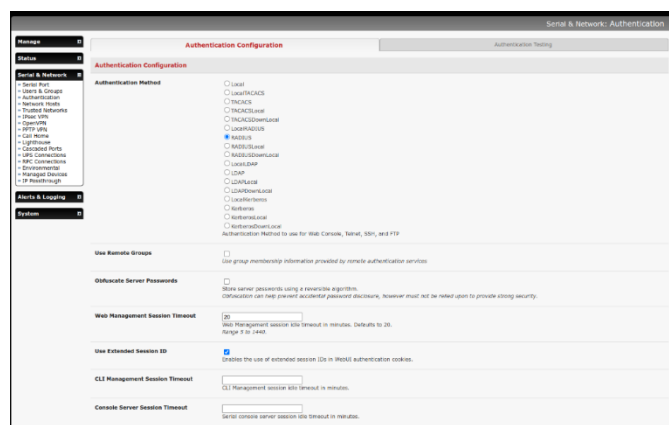 Serial & Network: Authentication
Manage
Status
Serial & Network
Serial Port
Users & Groups
Authentication
Network Hosts
Trusted Networks
IPsec VPN
OpenVPN
PPTP VPN
Call Home
Lighthouse
Cascaded Ports
UPS Connections
RPC Connections
Environmental
Managed Devices
IP Passthrough
Alerts & Logging
System
Authentication Configuration
Authentication Testing
Authentication Configuration
Authentication Method
Local
LocalTACACS
TACACS
TACACSLocal
TACACSDownLocal
LocalRADIUS
RADIUS
RADIUSLocal
RADIUSDownLocal
LocalLDAP
LDAP
LDAPLocal
LDAPDownLocal
LocalKerberos
Kerberos
KerberosLocal
KerberosDownLocal
Authentication Method to use for Web Console, Telnet, SSH, and FTP
Use Remote Groups
Use group membership information provided by remote authentication services
Obfuscate Server Passwords
Store server passwords using a reversible algorithm.
Obfuscation can help prevent accidental password disclosure, however must not be relied upon to provide strong security.
Web Management Session Timeout
20
Web Management session idle timeout in minutes. Defaults to 20.
Range 5 to 1440.
Use Extended Session ID
Enables the use of extended session IDs in WebUI authentication cookies.
CLI Management Session Timeout
CLI Management session idle timeout in minutes.
Console Server Session Timeout
Serial console server session idle timeout in minutes.